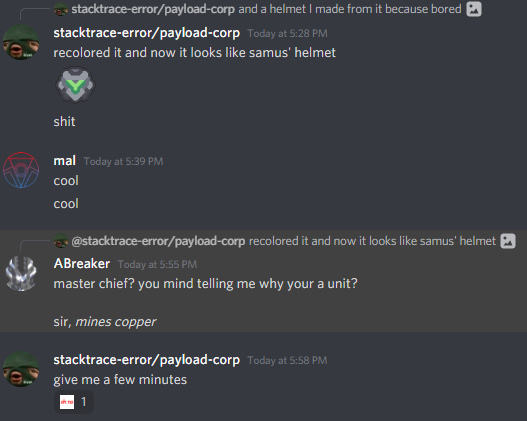 stacktrace-error/payload-corp and a helmet I made from it because bored
stacktrace-error/payload-corp Today at 5:28 PM
recolored it and now it looks like samus' helmet
shit
mal Today at 5:39 PM
cool
cool
@stacktrace-error/payload-corp recolored it and now it looks like samus' helmet
ABreaker Today at 5:55 PM
master chief? you mind telling me why your a unit?
sir, mines copper
stacktrace-error/payload-corp Today at 5:58 PM
give me a few minutes
oh no 1